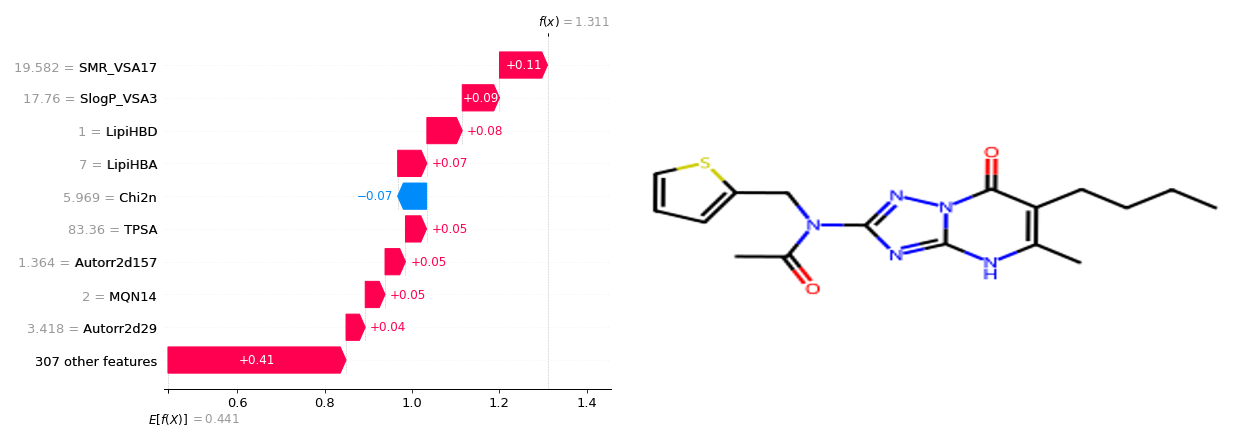 f(x) = 1.311
19.582 = SMR_VSA17
+0.11
17.76 = SlogP_VSA3
+0.09
1 = LipiHBD
+0.08
7 = LipiHBA
+0.07
5.969 = Chi2n
−0.07
83.36 = TPSA
+0.05
1.364 = Autorr2d157
+0.05
2 = MQN14
+0.05
3.418 = Autorr2d29
+0.04
307 other features
+0.41
0.6 0.8 1.0 1.2 1.4
E[f(X)] = 0.441
O
S
N
N
N
N
N
H
O